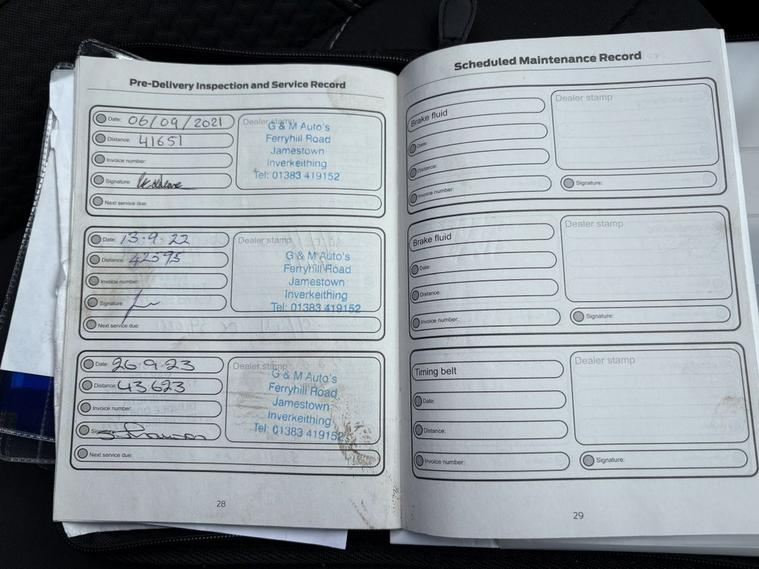 Pre-Delivery Inspection and Service Record
Date: 06/09/2021
Distance: 41651
Invoice number:
Signature:
Next service due:
Dealer stamp
G & M Auto's
Ferryhill Road
Jamestown
Inverkeithing
Tel: 01383 419152
Date: 13.9.22
Distance: 42595
Invoice number:
Signature:
Next service due:
Dealer stamp
G & M Auto's
Ferryhill Road
Jamestown
Inverkeithing
Tel: 01383 419152
Date: 26.9.23
Distance: 43623
Invoice number:
Next service due:
Dealer stamp
G & M Auto's
Ferryhill Road
Jamestown
Inverkeithing
Tel: 01383 419152
28
Scheduled Maintenance Record
Brake fluid
Date:
Distance:
Invoice number:
Dealer stamp
Signature:
Brake fluid
Date:
Distance:
Invoice number:
Dealer stamp
Signature:
Timing belt
Date:
Distance:
Invoice number:
Dealer stamp
Signature:
29